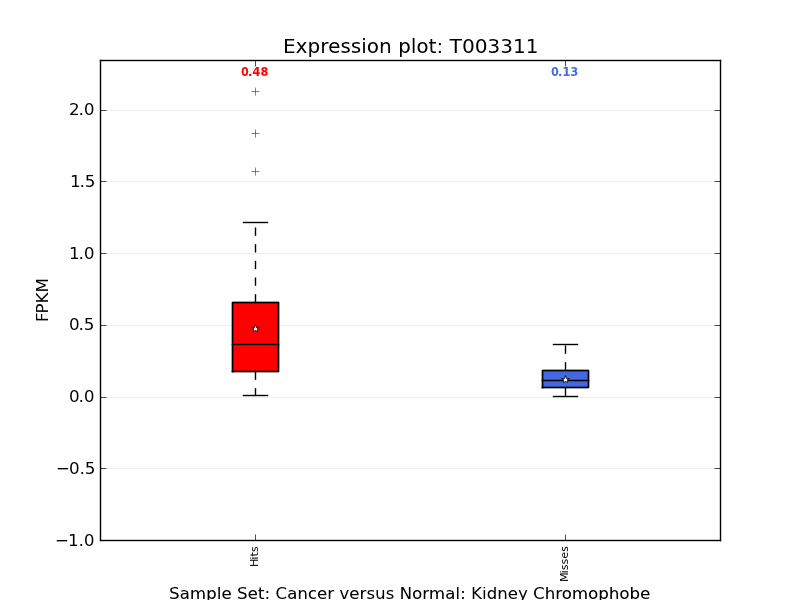 Expression plot: T003311
0.48 0.13
2.0
1.5
1.0
0.5
0.0
−0.5
−1.0
FPKM
Hits Misses
Sample Set: Cancer versus Normal: Kidney Chromophobe